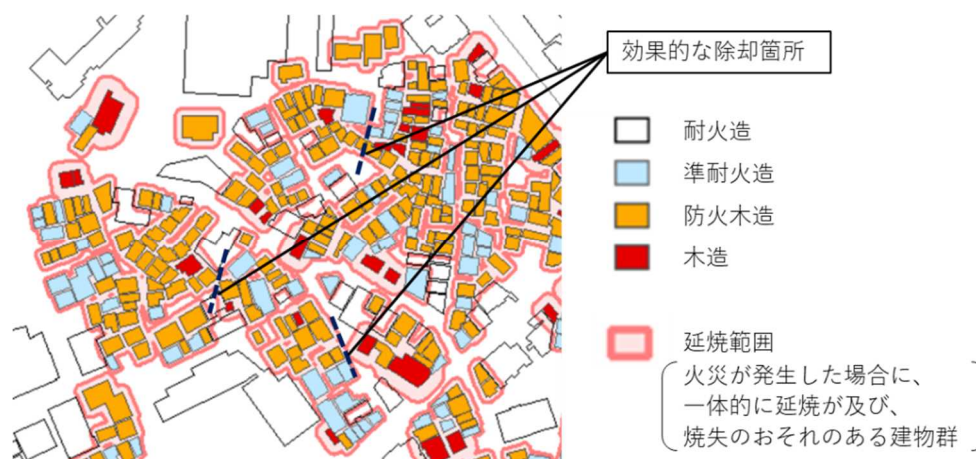 効果的な除却箇所
耐火造
準耐火造
防火木造
木造
延焼範囲
火災が発生した場合に、
一体的に延焼が及び、
焼失のおそれのある建物群